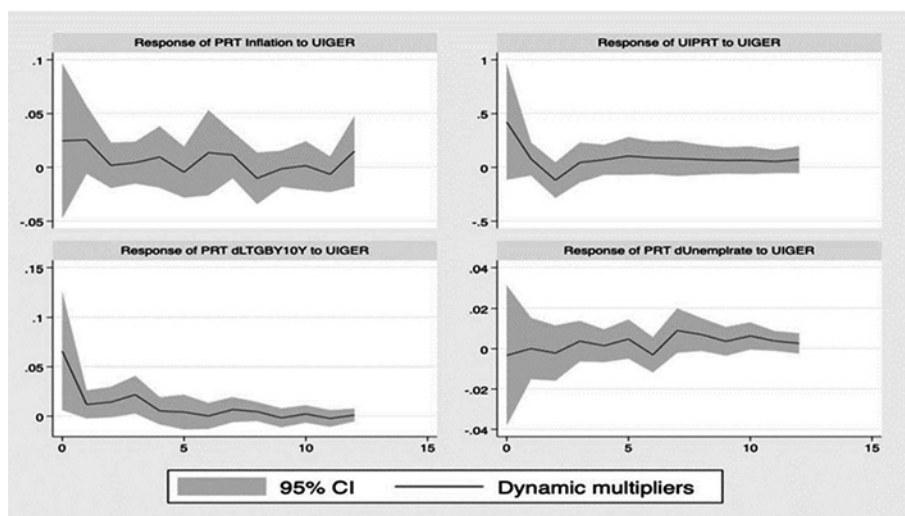 Response of PRT Inflation to UIGER
.1
.05
0
-.05
Response of UIPRT to UIGER
1
.5
0
-.5
Response of PRT dLTGBY10Y to UIGER
.15
.1
.05
0
0 5 10 15
Response of PRT dUnemplrate to UIGER
.04
.02
0
-.02
-.04
0 5 10 15
95% CI Dynamic multipliers